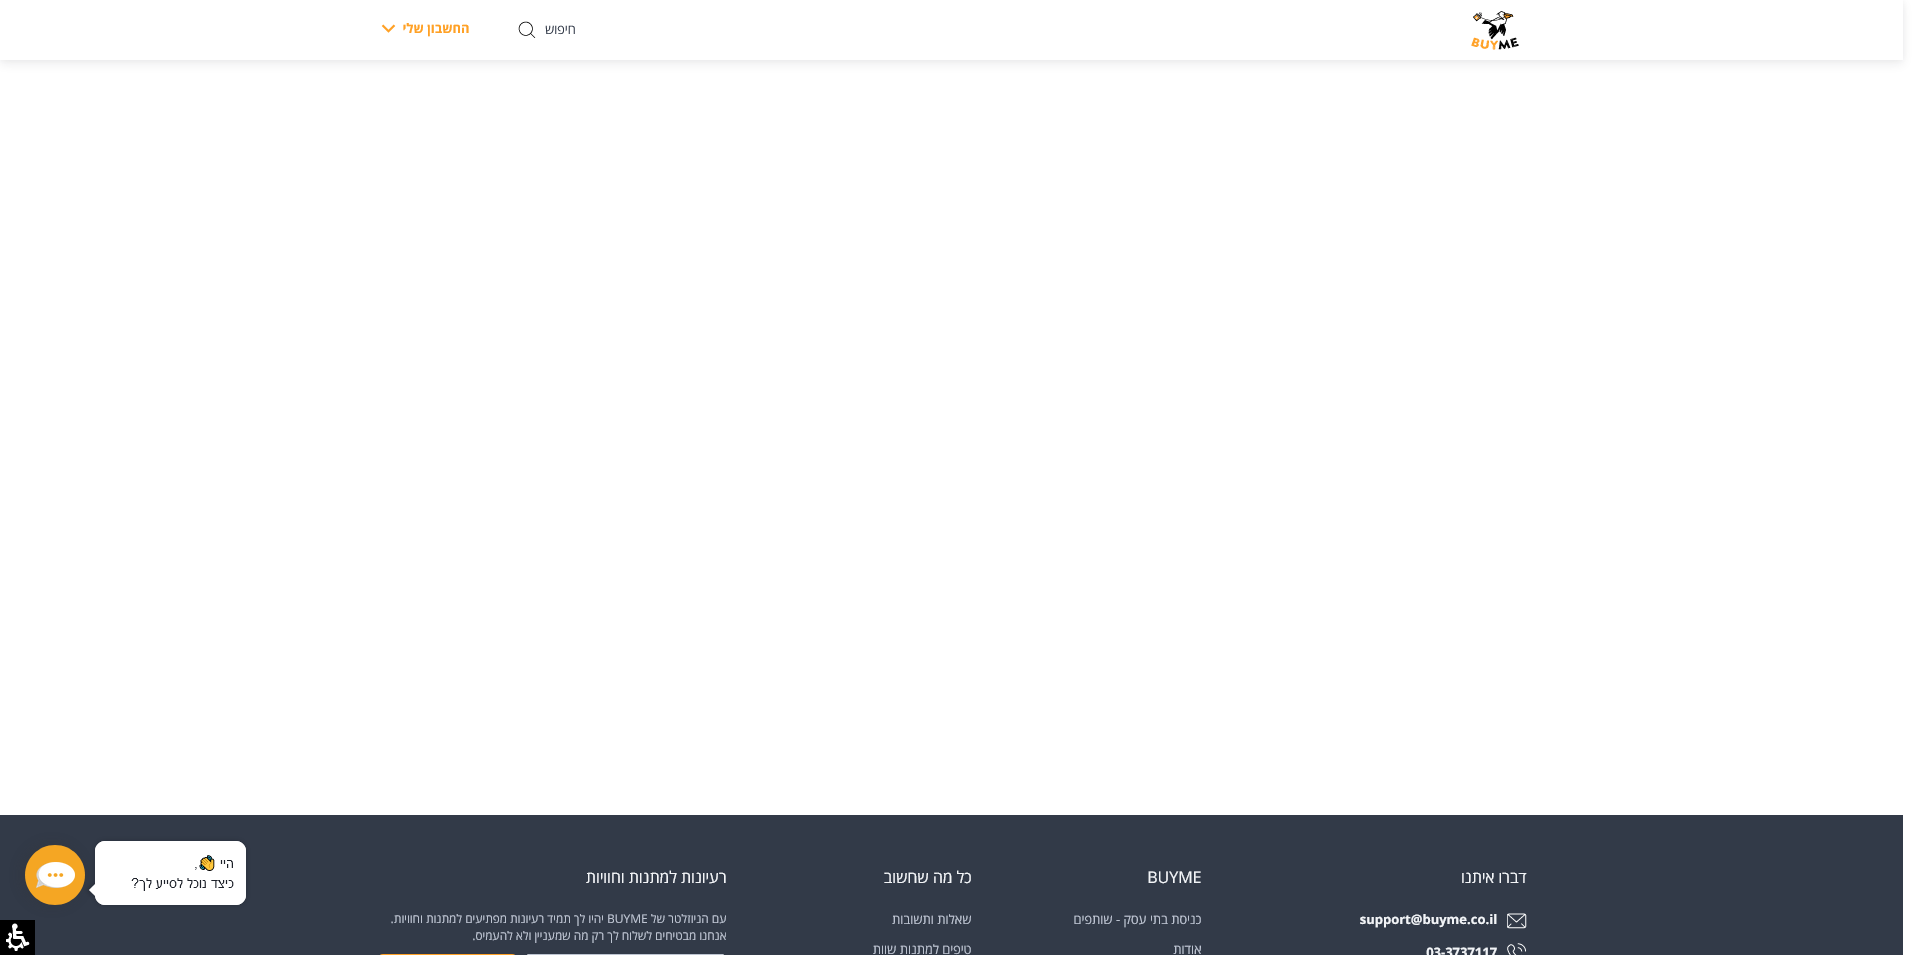 BUYME
חיפוש
החשבון שלי
דברו איתנו
support@buyme.co.il
03-3737117
BUYME
כניסת בתי עסק - שותפים
אודות
כל מה שחשוב
שאלות ותשובות
טיפים למתנות שוות
רעיונות למתנות וחוויות
עם הניוזלטר של BUYME יהיו לך תמיד רעיונות מפתיעים למתנות וחוויות.
אנחנו מבטיחים לשלוח לך רק מה שמעניין ולא להעמיס.
היי 👋,
כיצד נוכל לסייע לך?